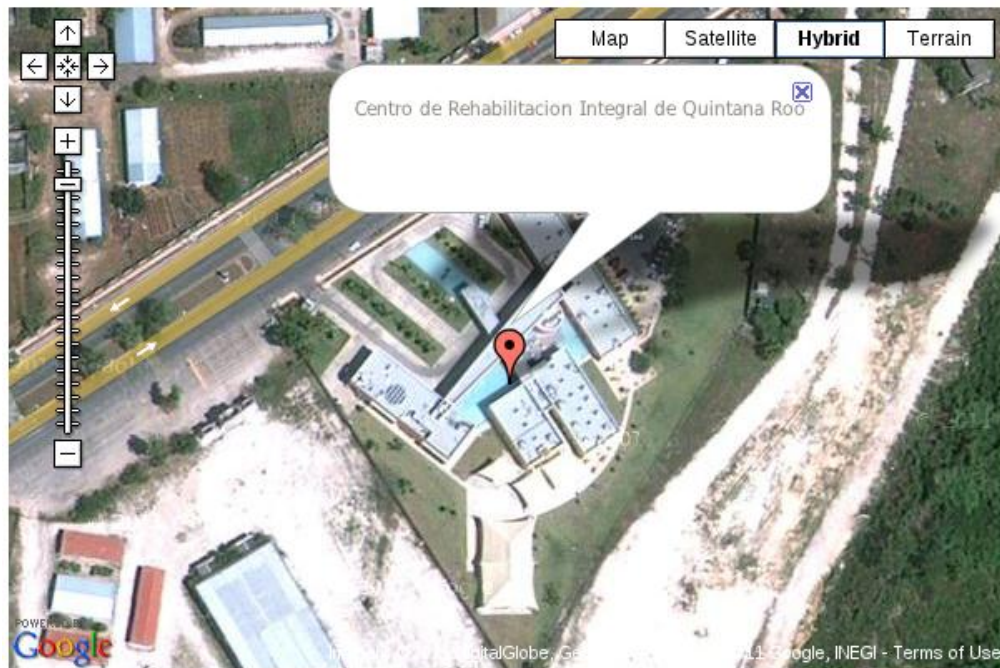 Map Satellite Hybrid Terrain
Centro de Rehabilitacion Integral de Quintana Roo
POWERED BY
Google
DigitalGlobe, Google, INEGI - Terms of Use